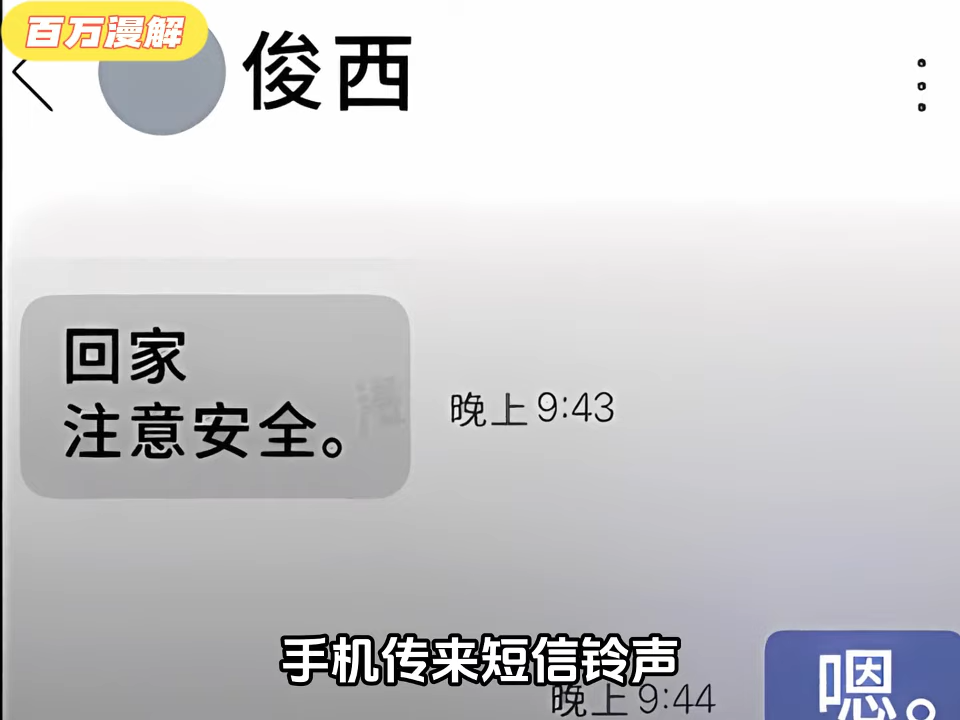 百万漫解
俊西
回家
注意安全。
晚上9:43
手机传来短信铃声
晚上9:44
嗯。